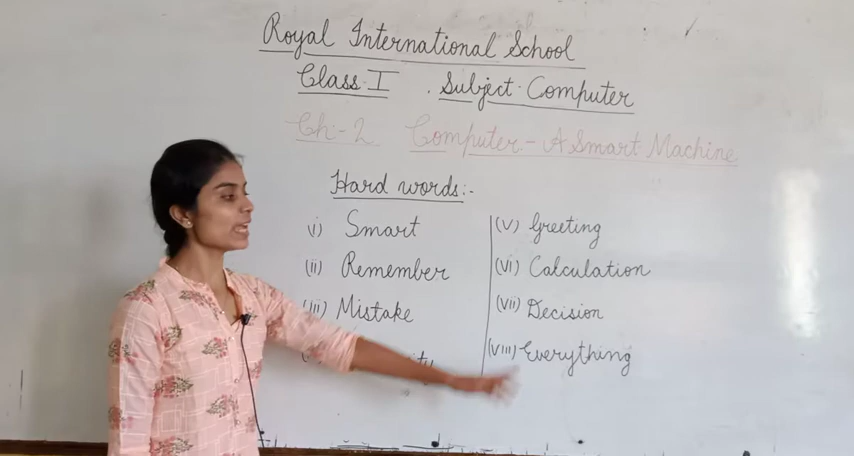 Royal International School
Class-I . Subject-Computer
Ch-2 Computer-A Smart Machine
Hard words:-
i) Smart
(ii) Remember
(iii) Mistake
(v) Greeting
(vi) Calculation
(vii) Decision
(viii) Everything